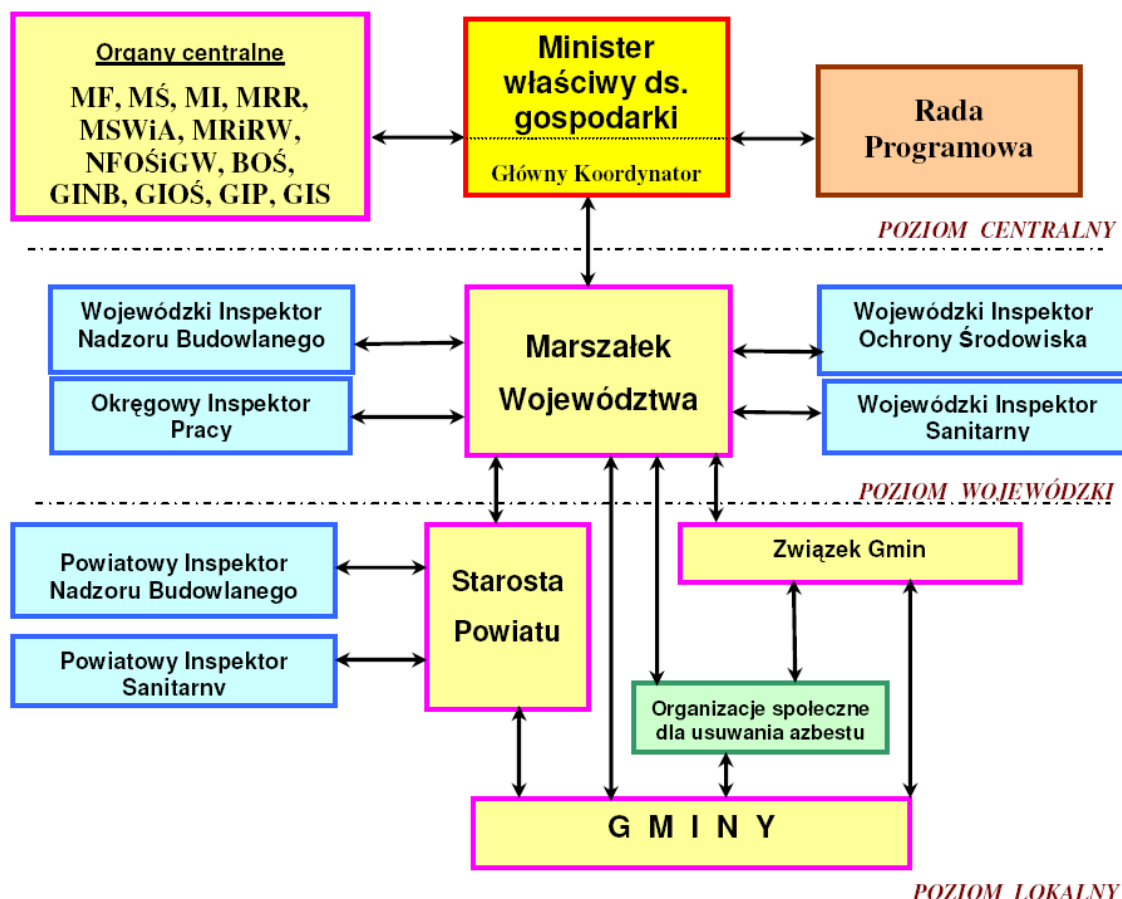 Organy centralne
MF, MŚ, MI, MRR,
MSWiA, MRiRW,
NFOŚiGW, BOŚ,
GINB, GIOŚ, GIP, GIS
Minister
właściwy ds.
gospodarki
Główny Koordynator
Rada
Programowa
POZIOM CENTRALNY
Wojewódzki Inspektor
Nadzoru Budowlanego
Okręgowy Inspektor
Pracy
Marszałek
Województwa
Wojewódzki Inspektor
Ochrony Środowiska
Wojewódzki Inspektor
Sanitarny
POZIOM WOJEWÓDZKI
Powiatowy Inspektor
Nadzoru Budowlanego
Powiatowy Inspektor
Sanitarny
Starosta
Powiatu
Związek Gmin
Organizacje społeczne
dla usuwania azbestu
G M I N Y
POZIOM LOKALNY